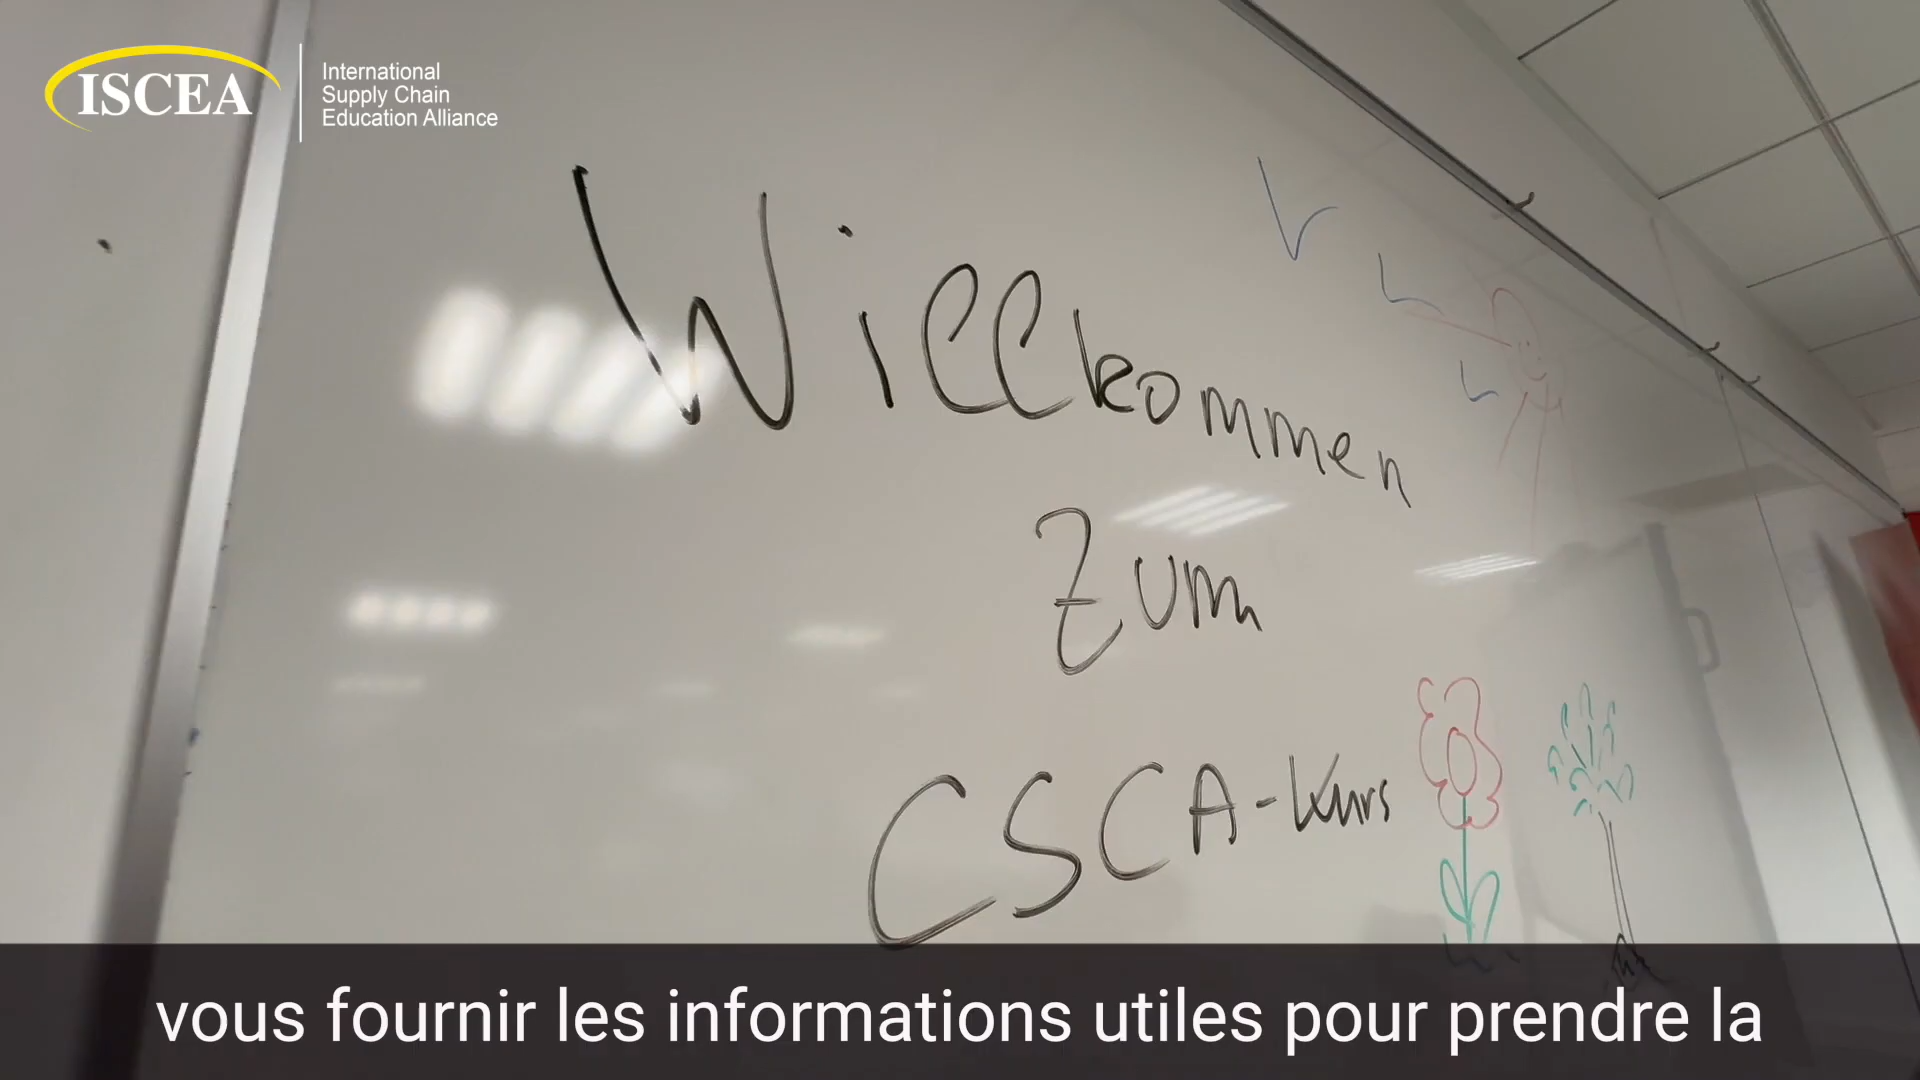 ISCEA
International
Supply Chain
Education Alliance
Willkommen
zum
CSCA-Kurs
vous fournir les informations utiles pour prendre la